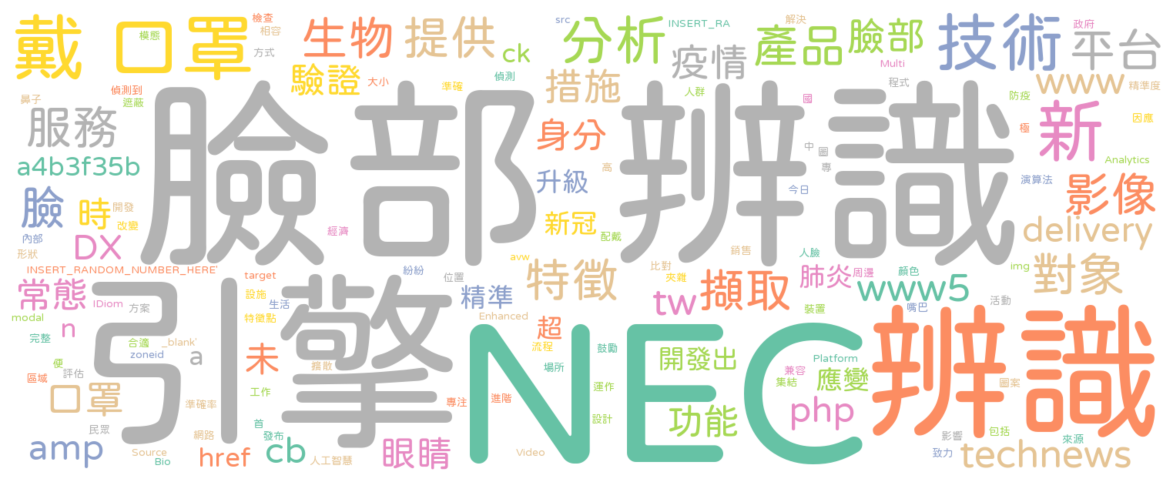 戴 口罩
模態
檢查
相容
方式
生物
提供
ck
src
分析
INSERT_RA
疫情
解決
產品
臉部
Multi
技術
政府
平台
鼻子
偵測到
遮蔽
驗證
大小
準確
偵測
措施
人群
程式
www
精準度
防疫
因應
服務
a4b3f35b
臉部辨識
身分
高
中
圖
國
專
極
新
Analytics
升級
今日
演算法
影像
臉
時
開發
改變
新冠
配戴
內部
DX
形狀
經濟
銷售
人臉
delivery
INSERT_RANDOM_NUMBER_HERE'
target
紛紛
位置
avw
特徵
比對
夾雜
擷取
肺炎
周邊
顏色
img
對象
常態
IDiom
方案
設施
生活
精準
Enhanced
tw
裝置
www5
嘴巴
活動
modal
n
完整
合適
_blank'
zoneid
特徵點
引擎
NEC
辨識
超
流程
鼓勵
便
評估
a
未
擴散
場所
開發出
Platform
兼容
集結
應變
圖案
區域
口罩
工作
準確率
專注
進階
運作
設計
功能
php
民眾
首
發布
網路
amp
Source
Bio
href
cb
人工智慧
眼睛
Video
影響
致力
包括
來源
technews